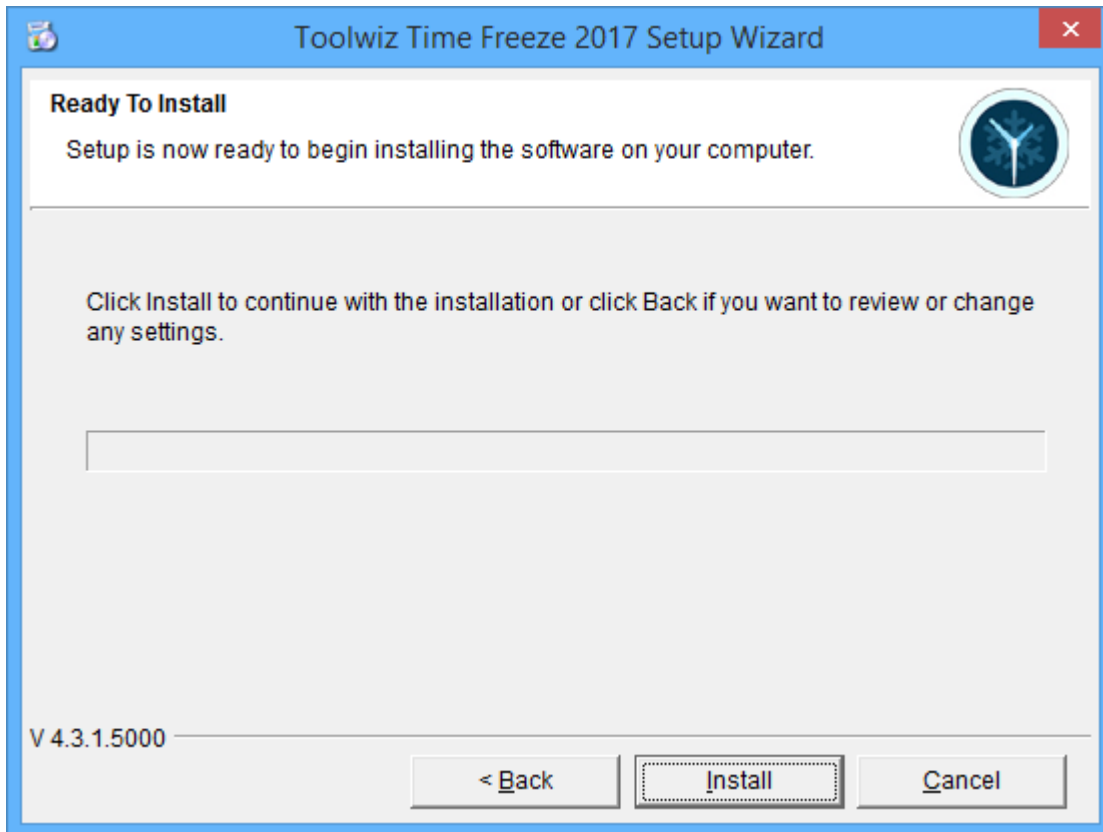 Toolwiz Time Freeze 2017 Setup Wizard
Ready To Install
Setup is now ready to begin installing the software on your computer.
Click Install to continue with the installation or click Back if you want to review or change
any settings.
V 4.3.1.5000
< Back
Install
Cancel